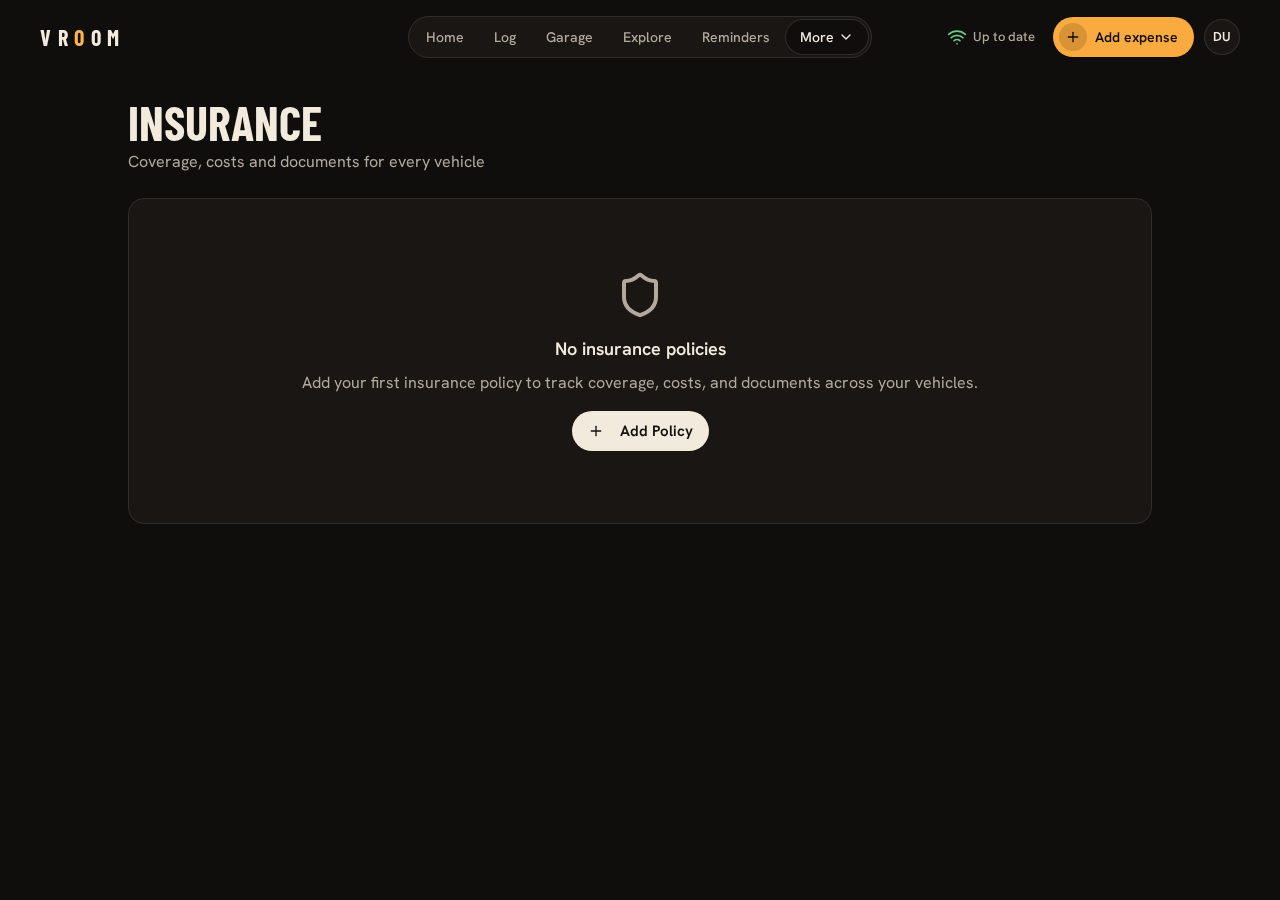 VROOM
Home Log Garage Explore Reminders More
Up to date
Add expense
DU
INSURANCE
Coverage, costs and documents for every vehicle
No insurance policies
Add your first insurance policy to track coverage, costs, and documents across your vehicles.
Add Policy